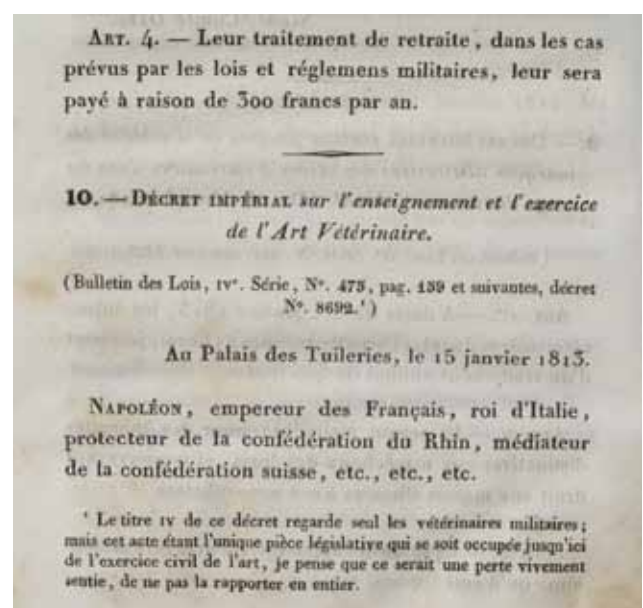 ART. 4. — Leur traitement de retraite, dans les cas
prévus par les lois et réglemens militaires, leur sera
payé à raison de 300 francs par an.
10. — DÉCRET IMPÉRIAL sur l'enseignement et l'exercice
de l'Art Vétérinaire.
(Bulletin des Lois, IVe. Série, No. 475, pag. 139 et suivantes, décret
No. 8692.¹)
Au Palais des Tuileries, le 15 janvier 1813.
NAPOLÉON, empereur des Français, roi d'Italie,
protecteur de la confédération du Rhin, médiateur
de la confédération suisse, etc., etc., etc.
¹ Le titre IV de ce décret regarde seul les vétérinaires militaires;
mais cet acte étant l'unique pièce législative qui se soit occupée jusqu'ici
de l'exercice civil de l'art, je pense que ce serait une perte vivement
sentie, de ne pas la rapporter en entier.